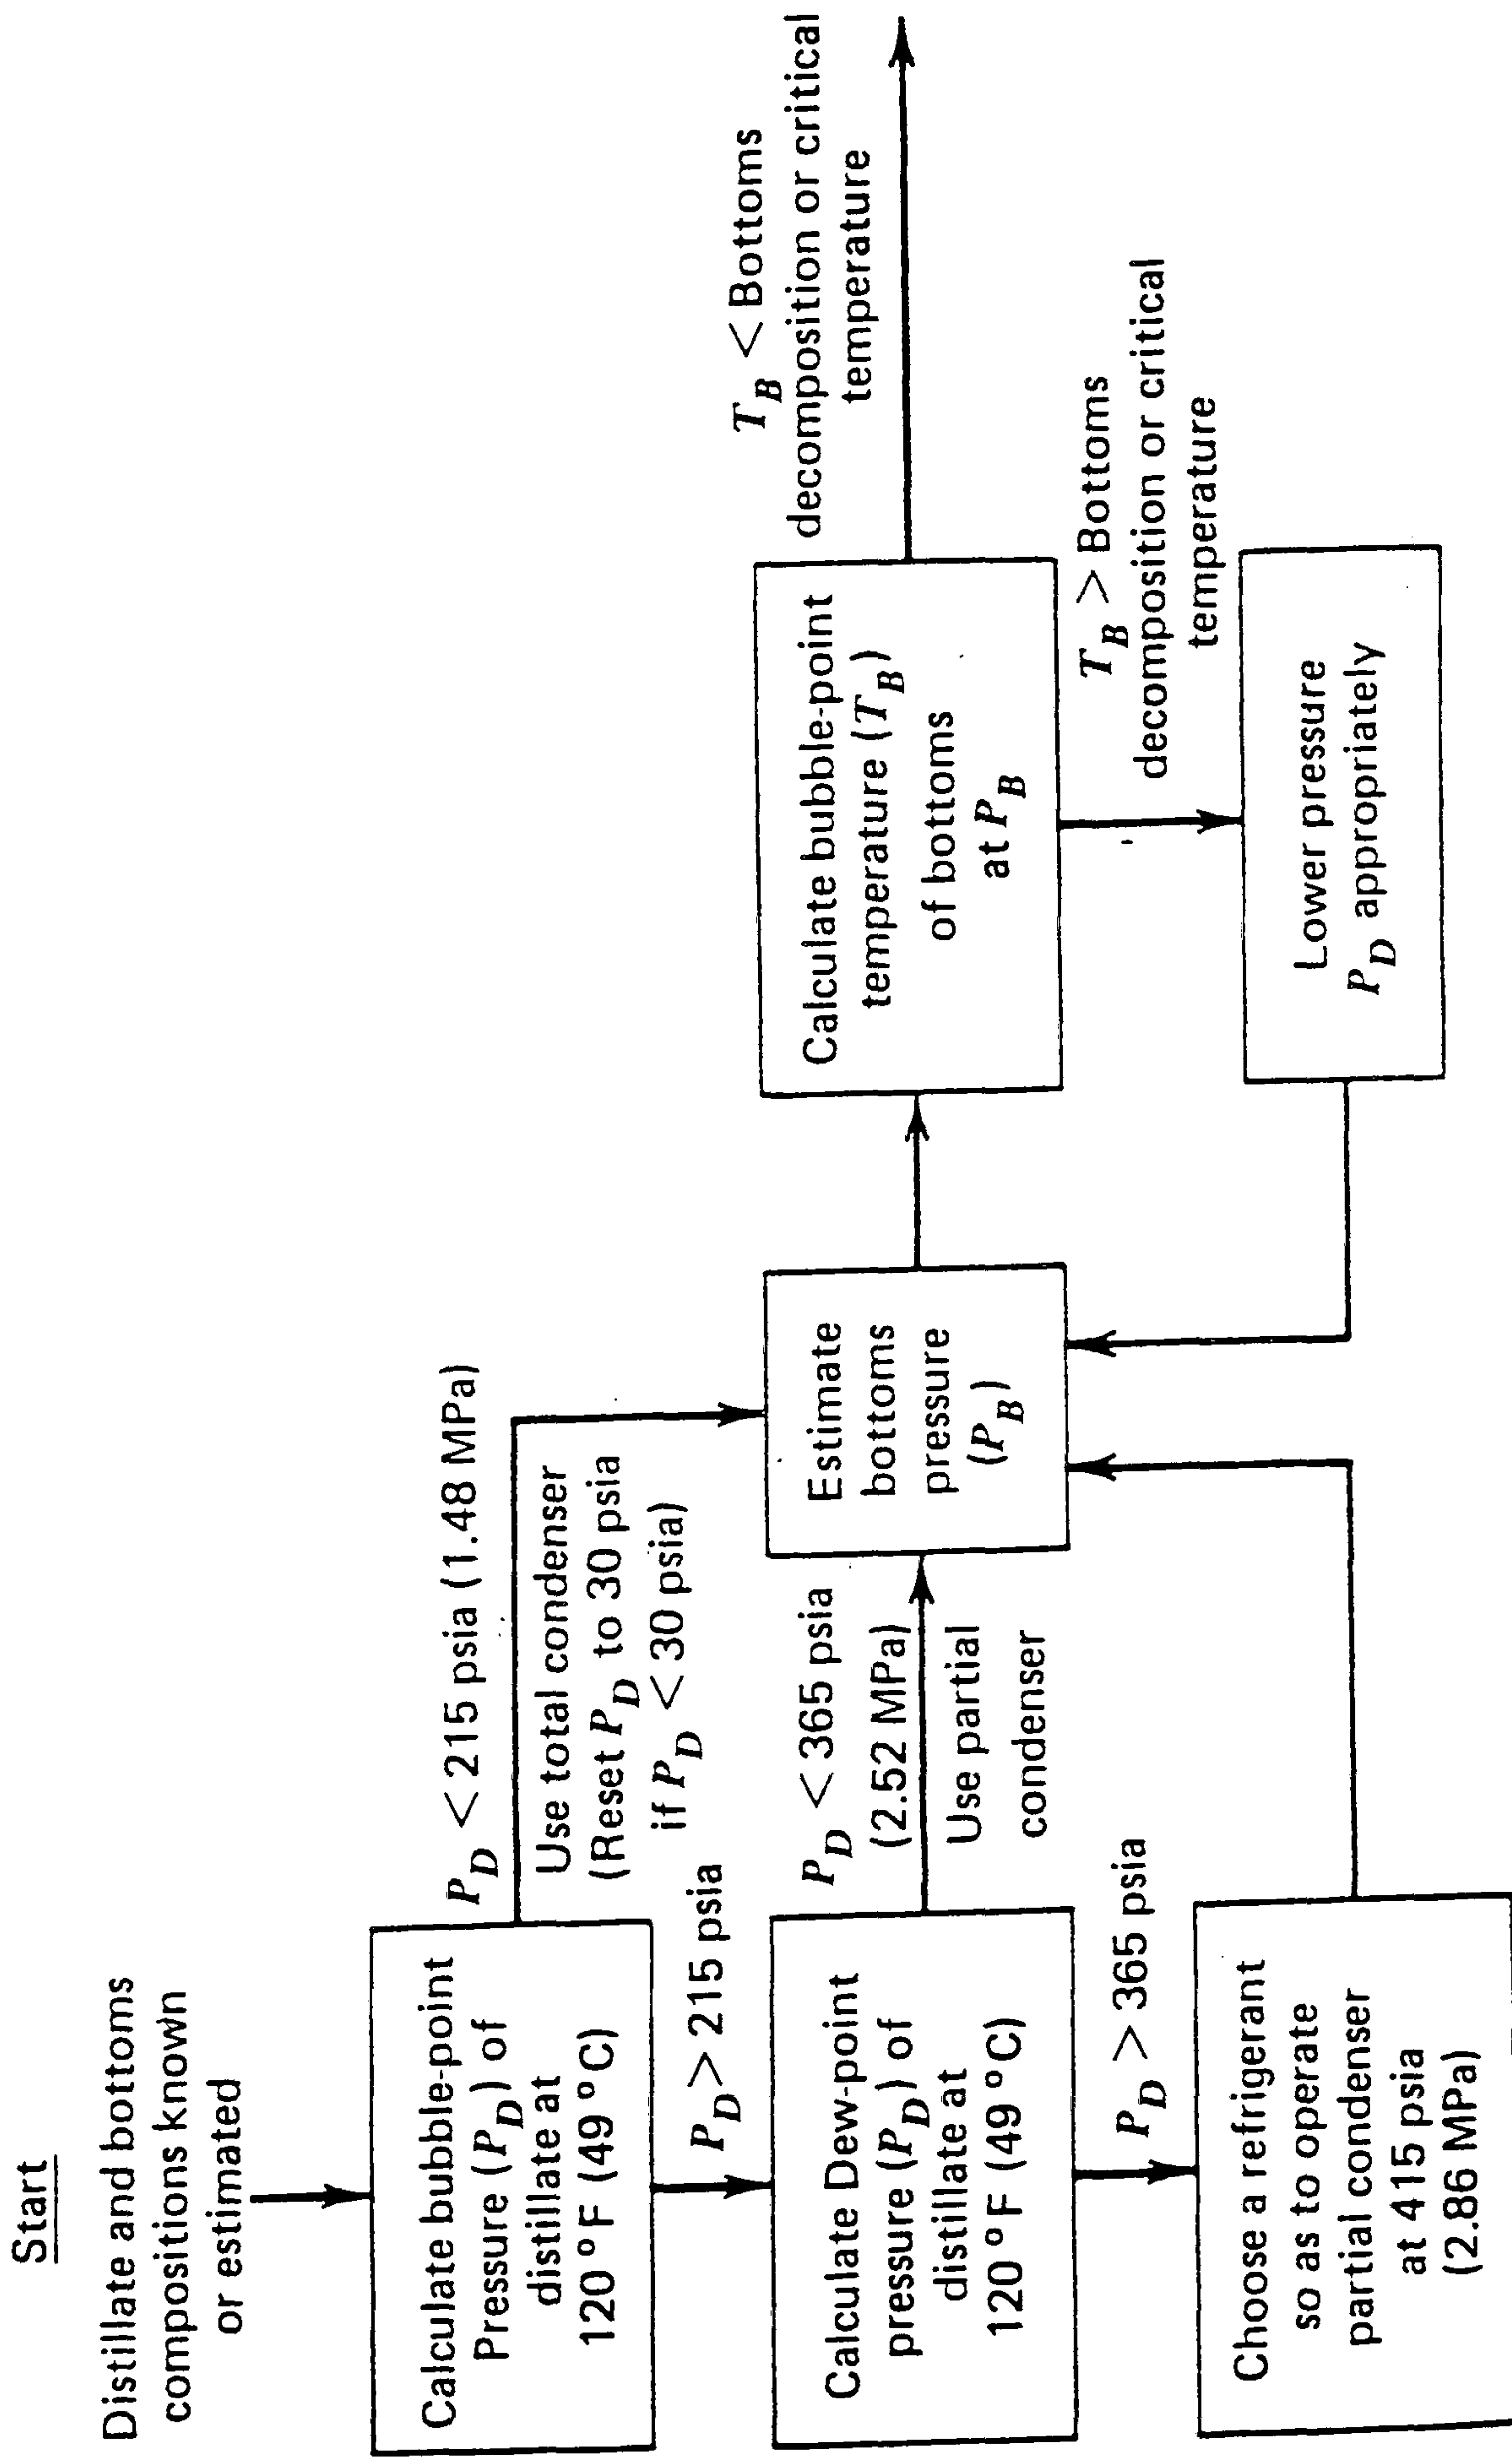 Start
Distillate and bottoms
compositions known
or estimated
Calculate bubble-point
Pressure (P_D) of
distillate at
120 °F (49 °C)
P_D < 215 psia (1.48 MPa)
Use total condenser
(Reset P_D to 30 psia
if P_D < 30 psia)
P_D > 215 psia
Calculate Dew-point
pressure (P_D) of
distillate at
120 °F (49 °C)
P_D < 365 psia
(2.52 MPa)
Use partial
condenser
P_D > 365 psia
Choose a refrigerant
so as to operate
partial condenser
at 415 psia
(2.86 MPa)
Estimate
bottoms
pressure
(P_B)
Calculate bubble-point
temperature (T_B)
of bottoms
at P_B
T_B < Bottoms
decomposition or critical
temperature
T_B > Bottoms
decomposition or critical
temperature
Lower pressure
P_D appropriately